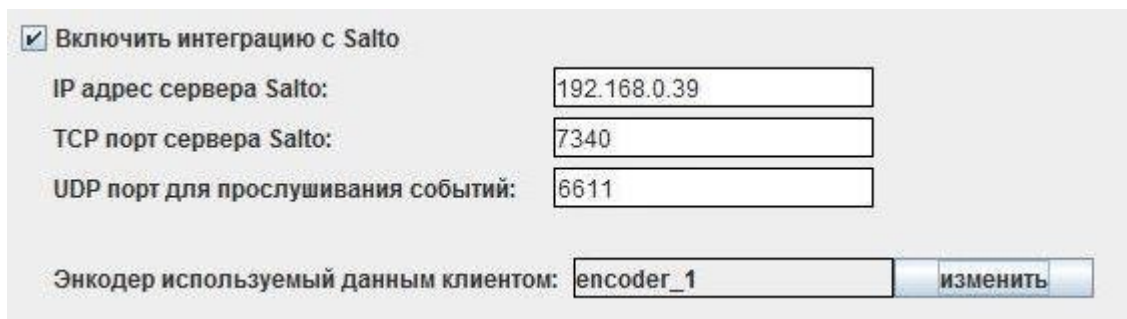 Включить интеграцию с Salto
IP адрес сервера Salto: 192.168.0.39
TCP порт сервера Salto: 7340
UDP порт для прослушивания событий: 6611
Энкодер используемый данным клиентом: encoder_1 изменить